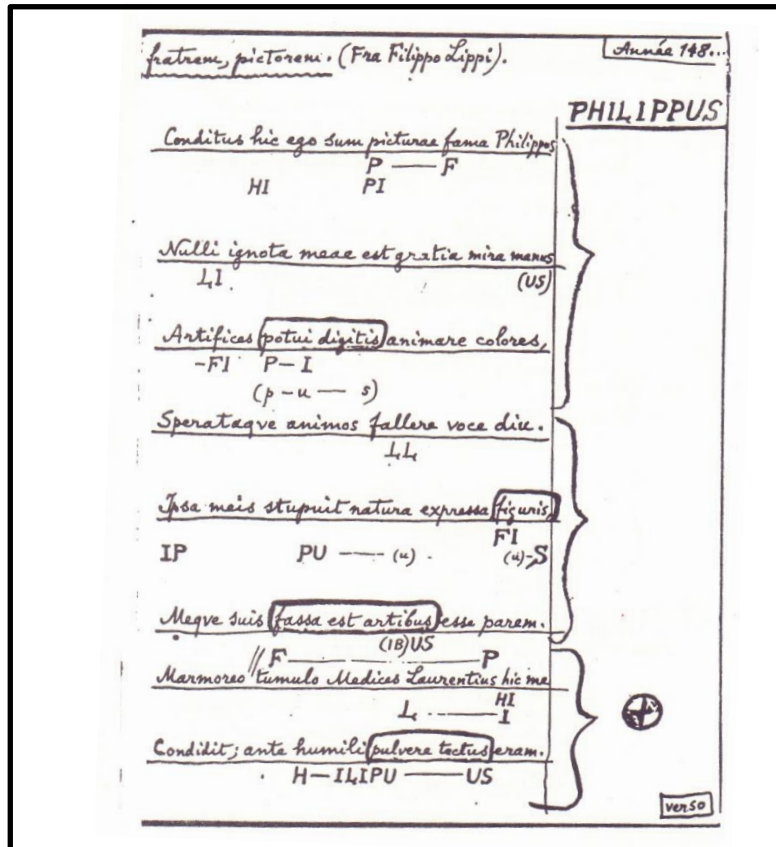 fratrem, pictorem. (Fra Filippo Lippi).
Année 148...
PHILIPPUS
Conditus hic ego sum picturae fama Philippos
P — F
HI PI
Nulli ignota meae est gratia mira manus
LI (US)
Artifices potui digitis animare colores,
-FI P-I
(p-u — s)
Sperataqve animos fallere voce diu.
LL
Ipsa meis stupuit natura expressa figuris,
FI
IP PU — (u) (u)-S
Meqve suis fassa est artibus esse parem.
(IB)US
// F — P
Marmoreo tumulo Medices Laurentius hic me
HI
L — I
Condidit; ante humili pulvere tectus eram.
H-ILIPU — US
verso